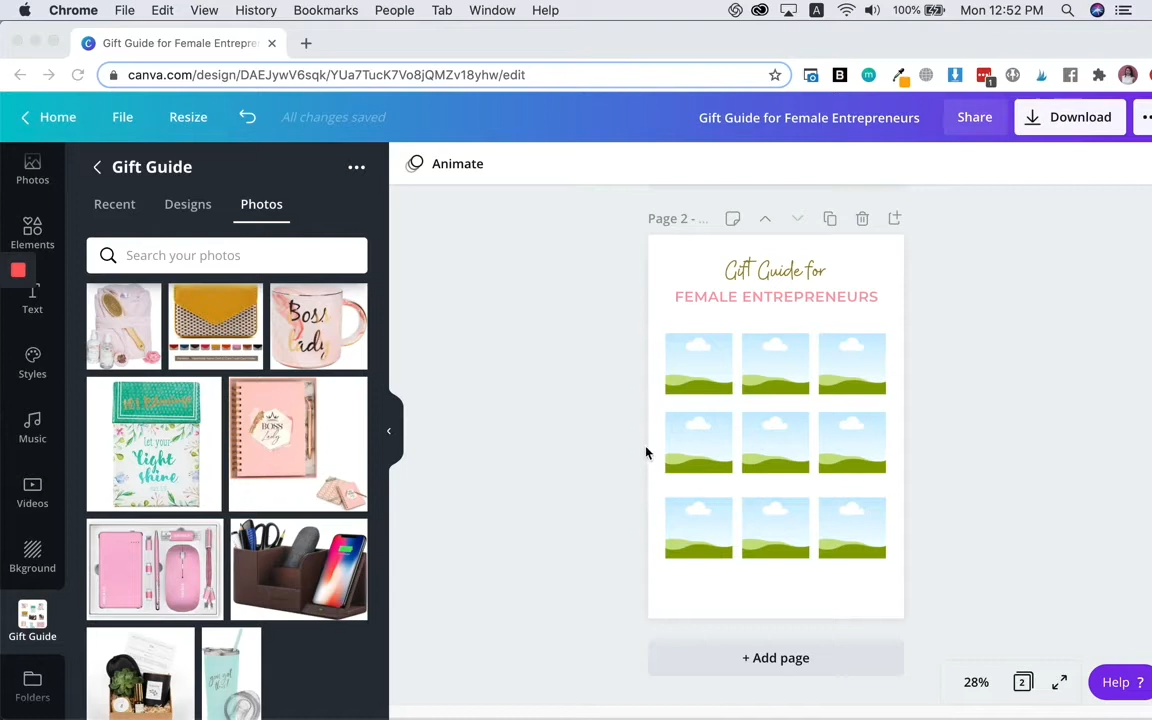 Chrome File Edit View History Bookmarks People Tab Window Help A 100% Mon 12:52 PM
Gift Guide for Female Entrepre
canva.com/design/DAEJywV6sqk/YUa7TucK7Vo8jQMZv18yhw/edit
Home File Resize All changes saved Gift Guide for Female Entrepreneurs Share Download
Photos
Elements
Text
Styles
Music
Videos
Bkground
Gift Guide
Folders
Gift Guide
Recent Designs Photos
Search your photos
BOSS
Lady
let your
light
shine
BOSS
Lady
Animate
Page 2 - ...
Gift Guide for
FEMALE ENTREPRENEURS
+ Add page
28% 2 Help ?